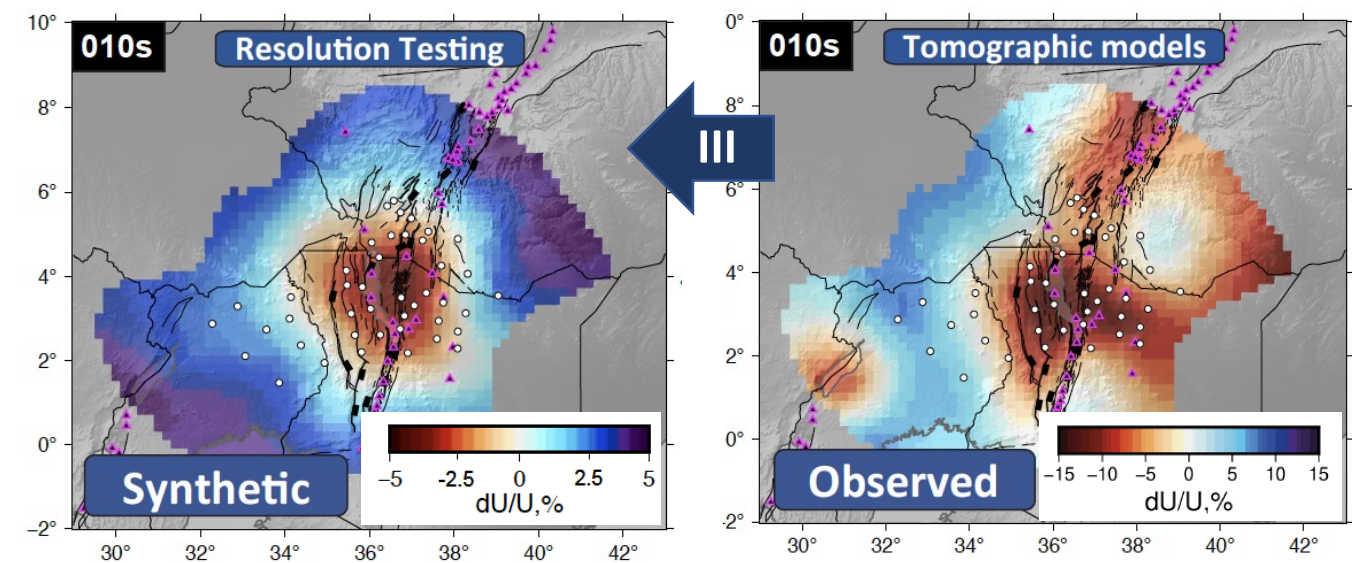 010s
Resolution Testing
10°
8°
6°
4°
2°
0°
−2°
30° 32° 34° 36° 38° 40° 42°
Synthetic
−5 −2.5 0 2.5 5
dU/U,%
III
010s
Tomographic models
0°
8°
6°
4°
2°
0°
2°
30° 32° 34° 36° 38° 40° 42°
Observed
−15 −10 −5 0 5 10 15
dU/U,%